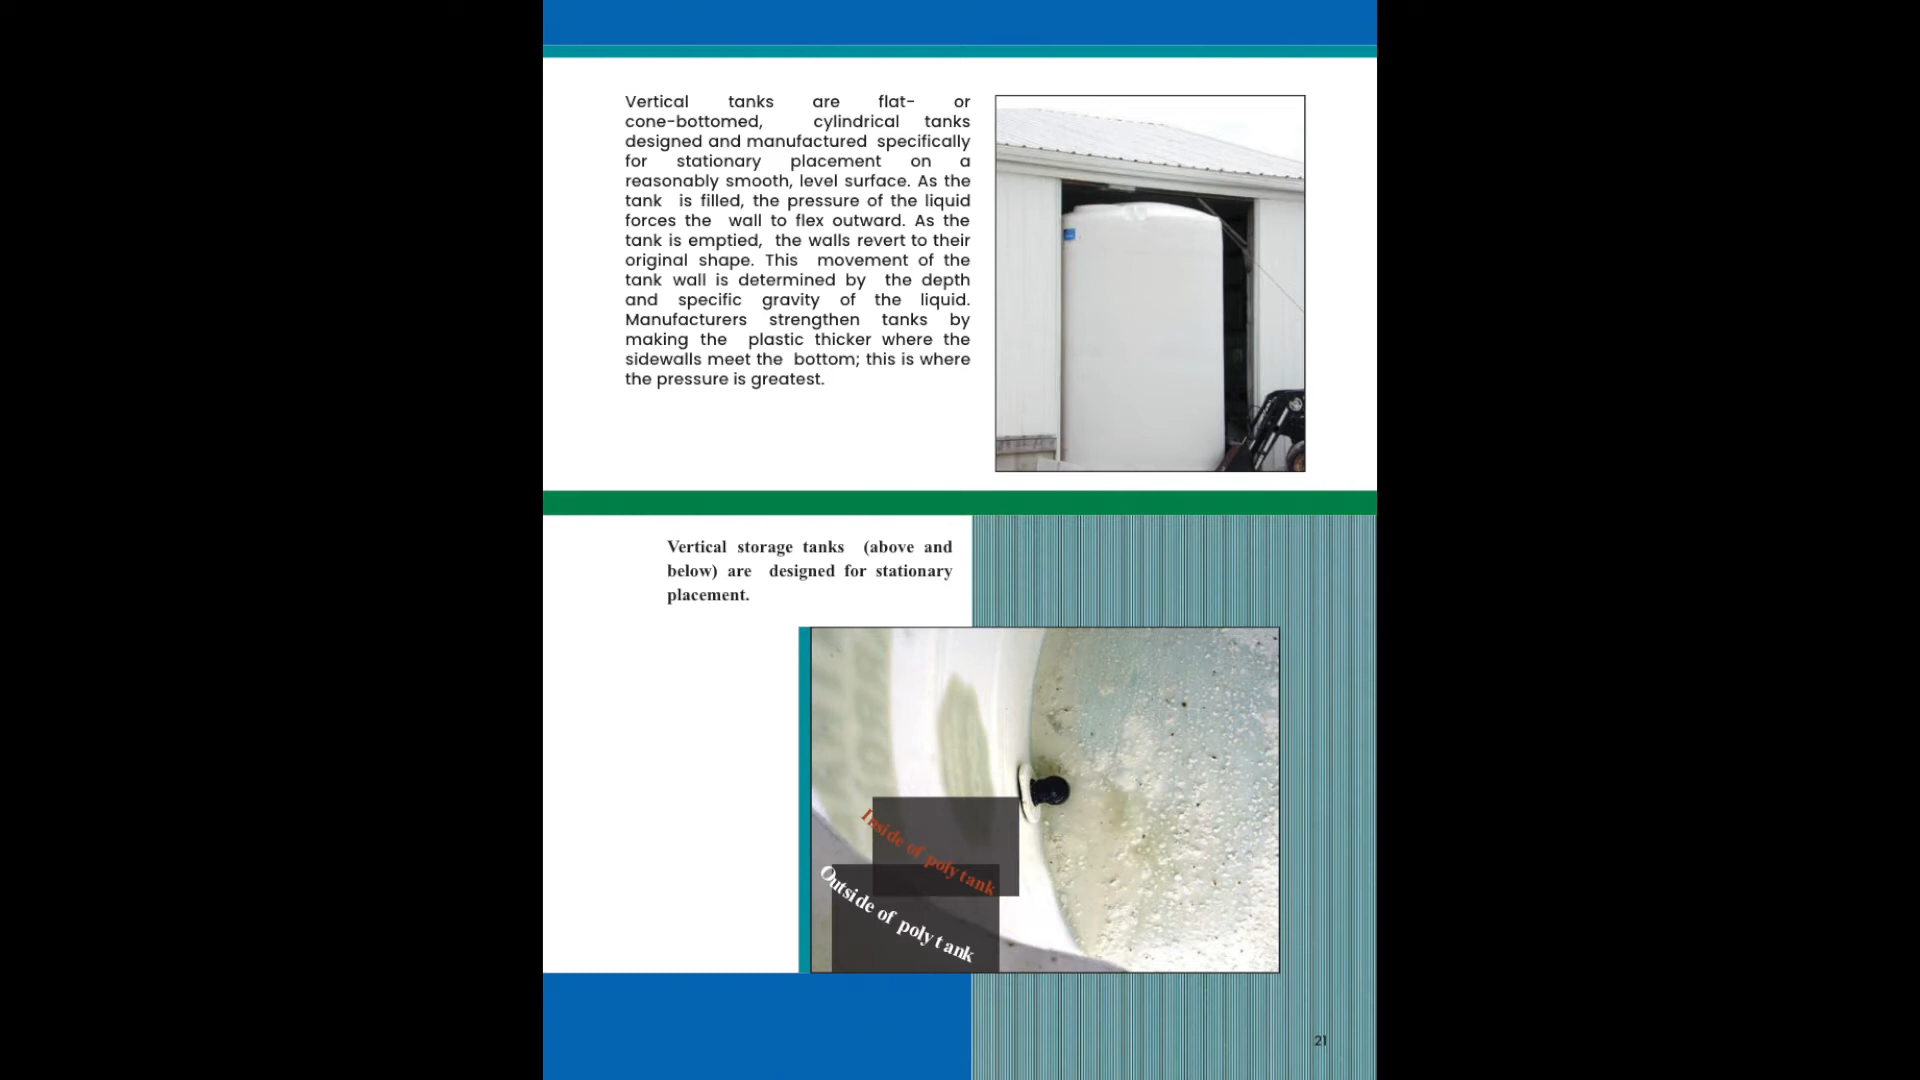 Vertical tanks are flat- or
cone-bottomed, cylindrical tanks
designed and manufactured specifically
for stationary placement on a
reasonably smooth, level surface. As the
tank is filled, the pressure of the liquid
forces the wall to flex outward. As the
tank is emptied, the walls revert to their
original shape. This movement of the
tank wall is determined by the depth
and specific gravity of the liquid.
Manufacturers strengthen tanks by
making the plastic thicker where the
sidewalls meet the bottom; this is where
the pressure is greatest.
Vertical storage tanks (above and
below) are designed for stationary
placement.
Inside of poly tank
Outside of poly tank
21